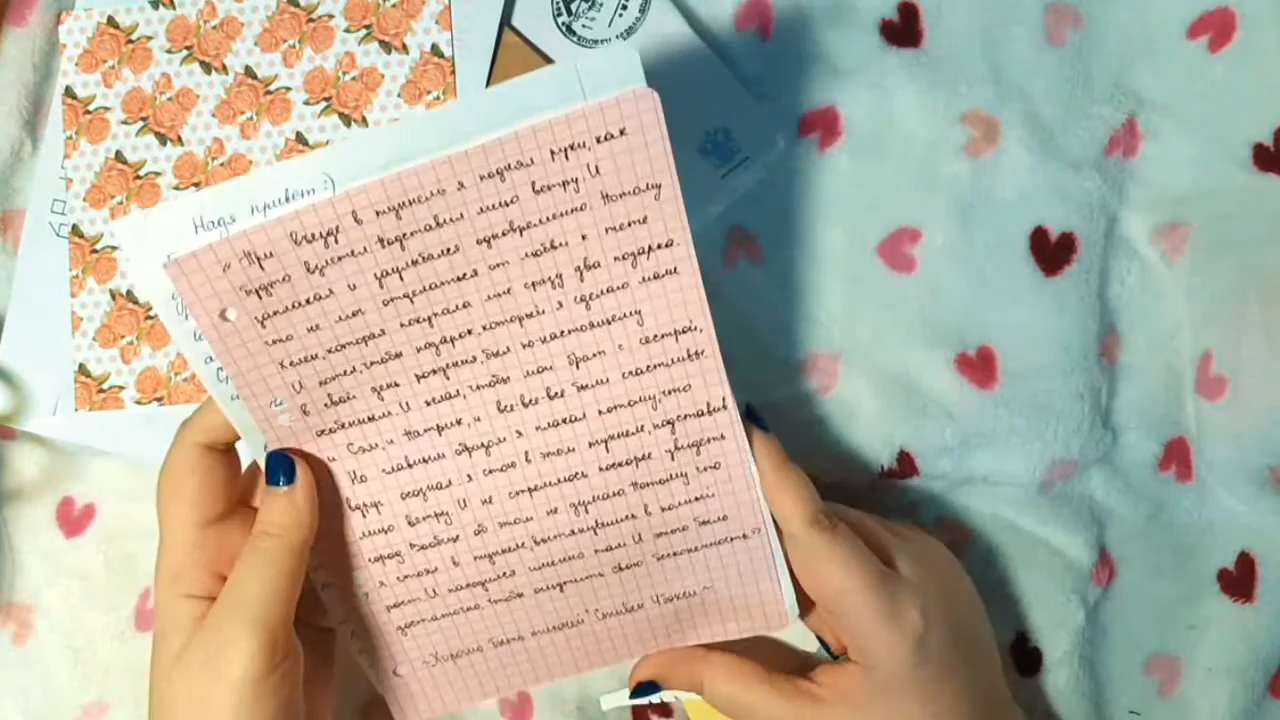 Надя привет :)
„При въезде в туннель я поднял руки, как
будто взлетел. Подставил лицо ветру. И
заплакал и заулыбался одновременно. Потому
что не мог отделаться от любви к тете
Хелен, которая покупала мне сразу два подарка.
И хотел, чтобы подарок, который я сделаю маме
в свой день рождения, был по-настоящему
особенным. И желал, чтобы мой брат с сестрой,
и Сэм, и Патрик, и все-все-все были счастливы.
Но главным образом я плакал потому, что
вдруг осознал: я стою в этом туннеле, подставив
лицо ветру. И не стремлюсь поскорее увидеть
город. Вообще об этом не думаю. Потому что
я стоял в туннеле, вытянувшись в полный
рост. И находился именно там. И этого было
достаточно, чтобы ощутить свою бесконечность."
~ „Хорошо быть тихоней" Стивен Чбоски ~